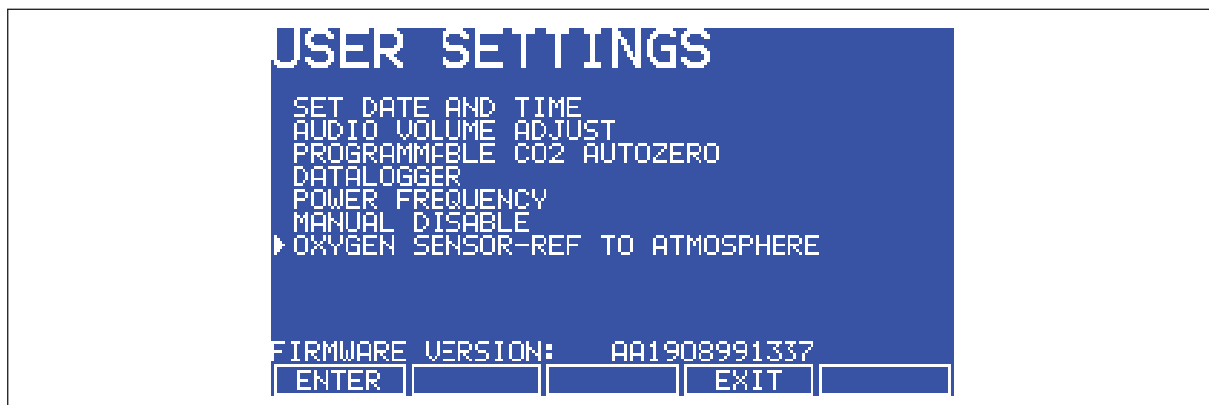 USER SETTINGS
SET DATE AND TIME
AUDIO VOLUME ADJUST
PROGRAMMABLE CO2 AUTOZERO
DATALOGGER
POWER FREQUENCY
MANUAL DISABLE
OXYGEN SENSOR-REF TO ATMOSPHERE
FIRMWARE VERSION: AA1908991337
ENTER EXIT